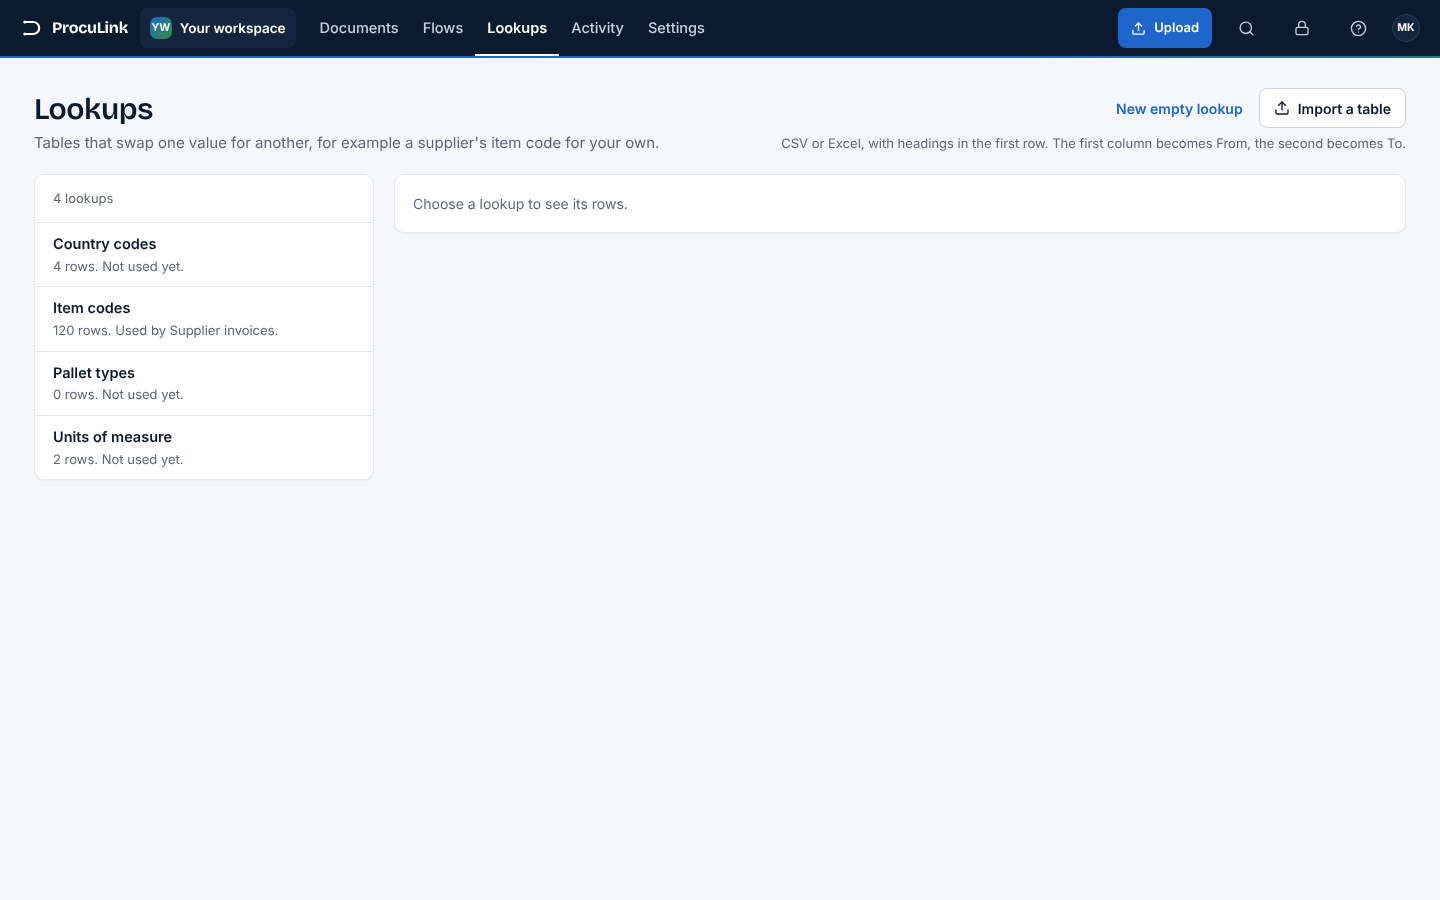 ProcuLink
YW Your workspace
Documents
Flows
Lookups
Activity
Settings
Upload
MK
Lookups
Tables that swap one value for another, for example a supplier's item code for your own.
New empty lookup
Import a table
CSV or Excel, with headings in the first row. The first column becomes From, the second becomes To.
4 lookups
Country codes
4 rows. Not used yet.
Item codes
120 rows. Used by Supplier invoices.
Pallet types
0 rows. Not used yet.
Units of measure
2 rows. Not used yet.
Choose a lookup to see its rows.